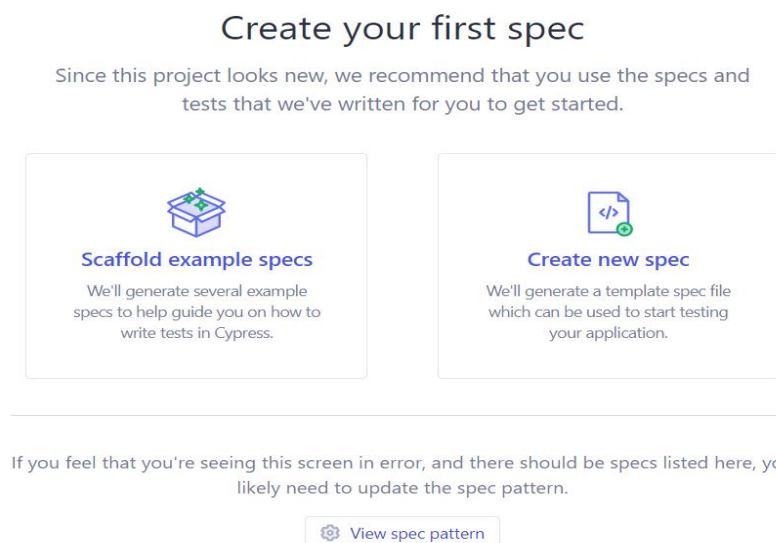 Create your first spec
Since this project looks new, we recommend that you use the specs and
tests that we've written for you to get started.
Scaffold example specs
We'll generate several example
specs to help guide you on how to
write tests in Cypress.
</>
Create new spec
We'll generate a template spec file
which can be used to start testing
your application.
If you feel that you're seeing this screen in error, and there should be specs listed here,
likely need to update the spec pattern.
View spec pattern